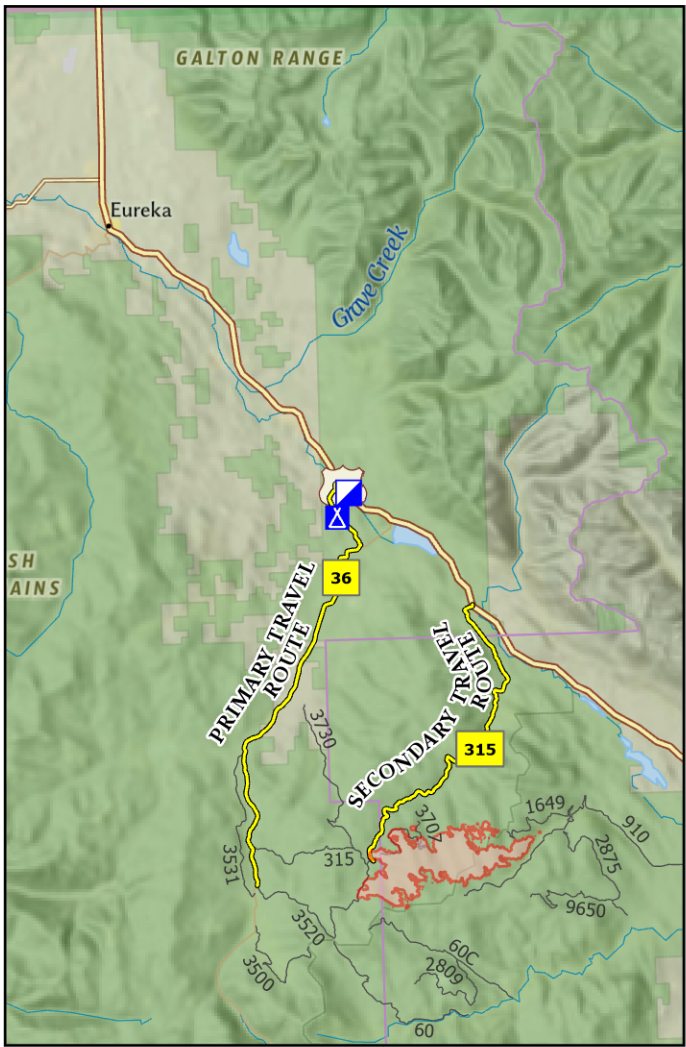 GALTON RANGE
Eureka
Grave Creek
SH
AINS
36
PRIMARY TRAVEL
ROUTE
SECONDARY TRAVEL
ROUTE
315
3730
3707
1649
910
2875
3531
315
9650
3520
3500
60C
2809
60